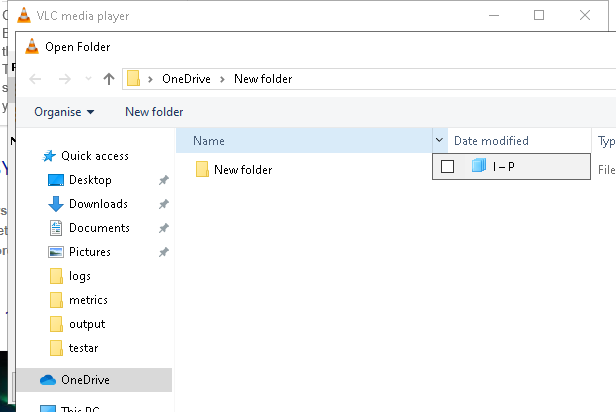 VLC media player
Open Folder
OneDrive
New folder
Organise
New folder
Name
Date modified
Typ
New folder
I – P
File
Quick access
Desktop
Downloads
Documents
Pictures
logs
metrics
output
testar
OneDrive
This PC